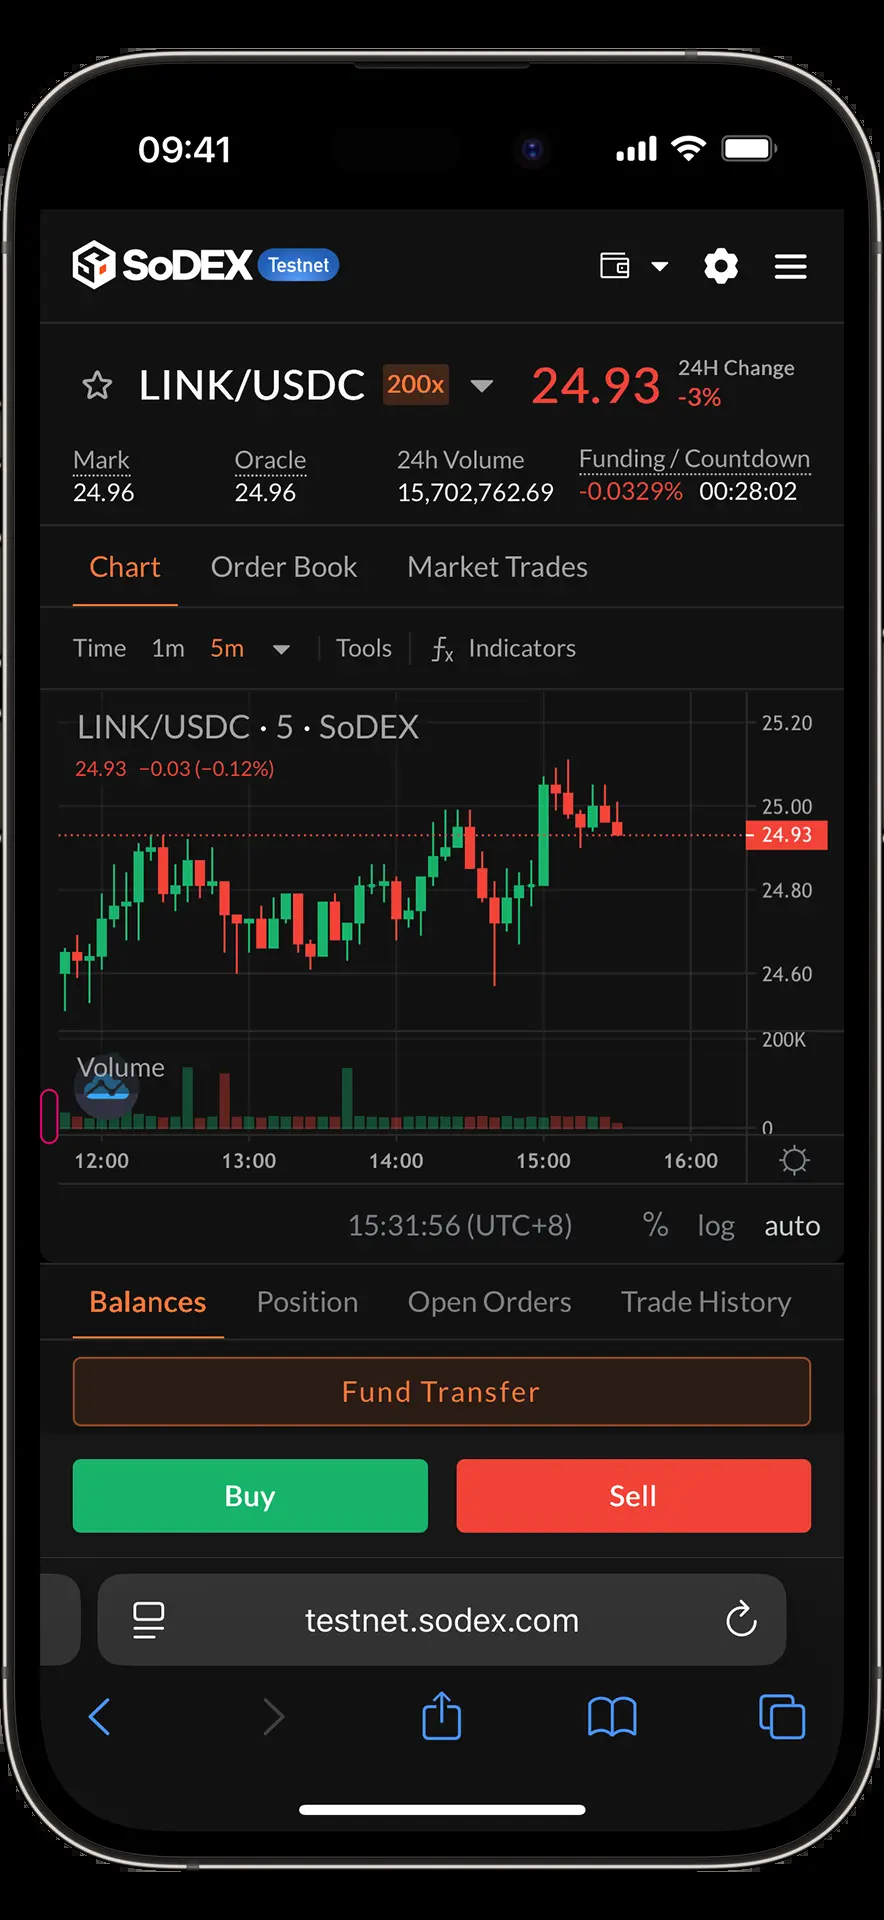 09:41
SoDEX Testnet
LINK/USDC 200x 24.93 24H Change -3%
Mark Oracle 24h Volume Funding / Countdown
24.96 24.96 15,702,762.69 -0.0329% 00:28:02
Chart Order Book Market Trades
Time 1m 5m Tools fx Indicators
LINK/USDC · 5 · SoDEX
24.93 −0.03 (−0.12%)
25.20
25.00
24.93
24.80
24.60
200K
Volume
0
12:00 13:00 14:00 15:00 16:00
15:31:56 (UTC+8) % log auto
Balances Position Open Orders Trade History
Fund Transfer
Buy Sell
testnet.sodex.com